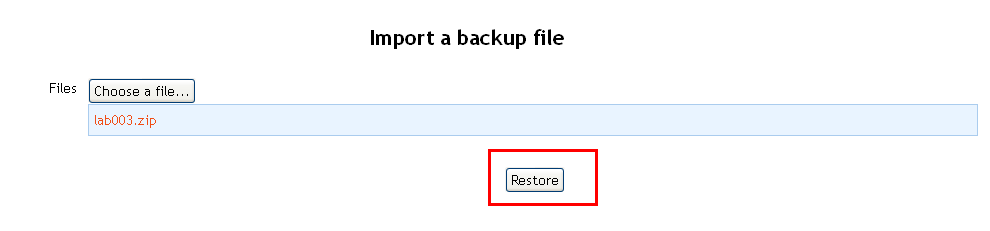 Import a backup file
Files
Choose a file...
lab003.zip
Restore